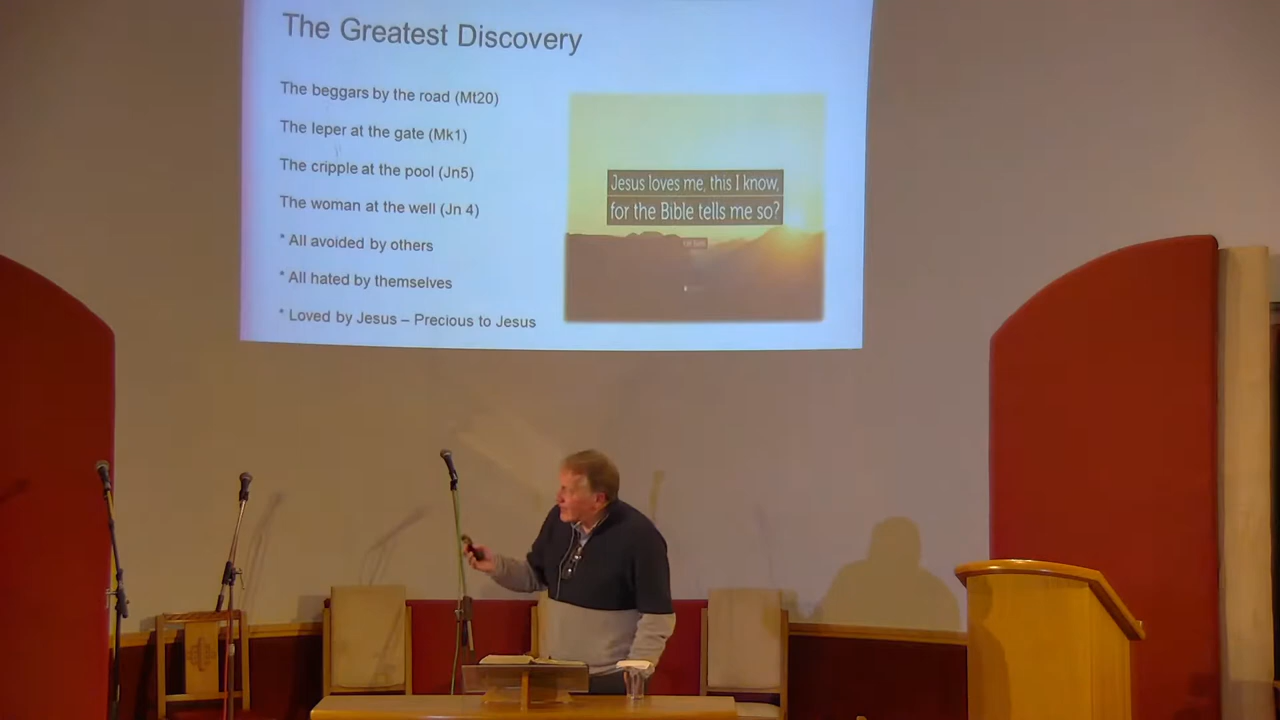 The Greatest Discovery
The beggars by the road (Mt20)
The leper at the gate (Mk1)
The cripple at the pool (Jn5)
The woman at the well (Jn 4)
* All avoided by others
* All hated by themselves
* Loved by Jesus – Precious to Jesus
Jesus loves me, this I know,
for the Bible tells me so?